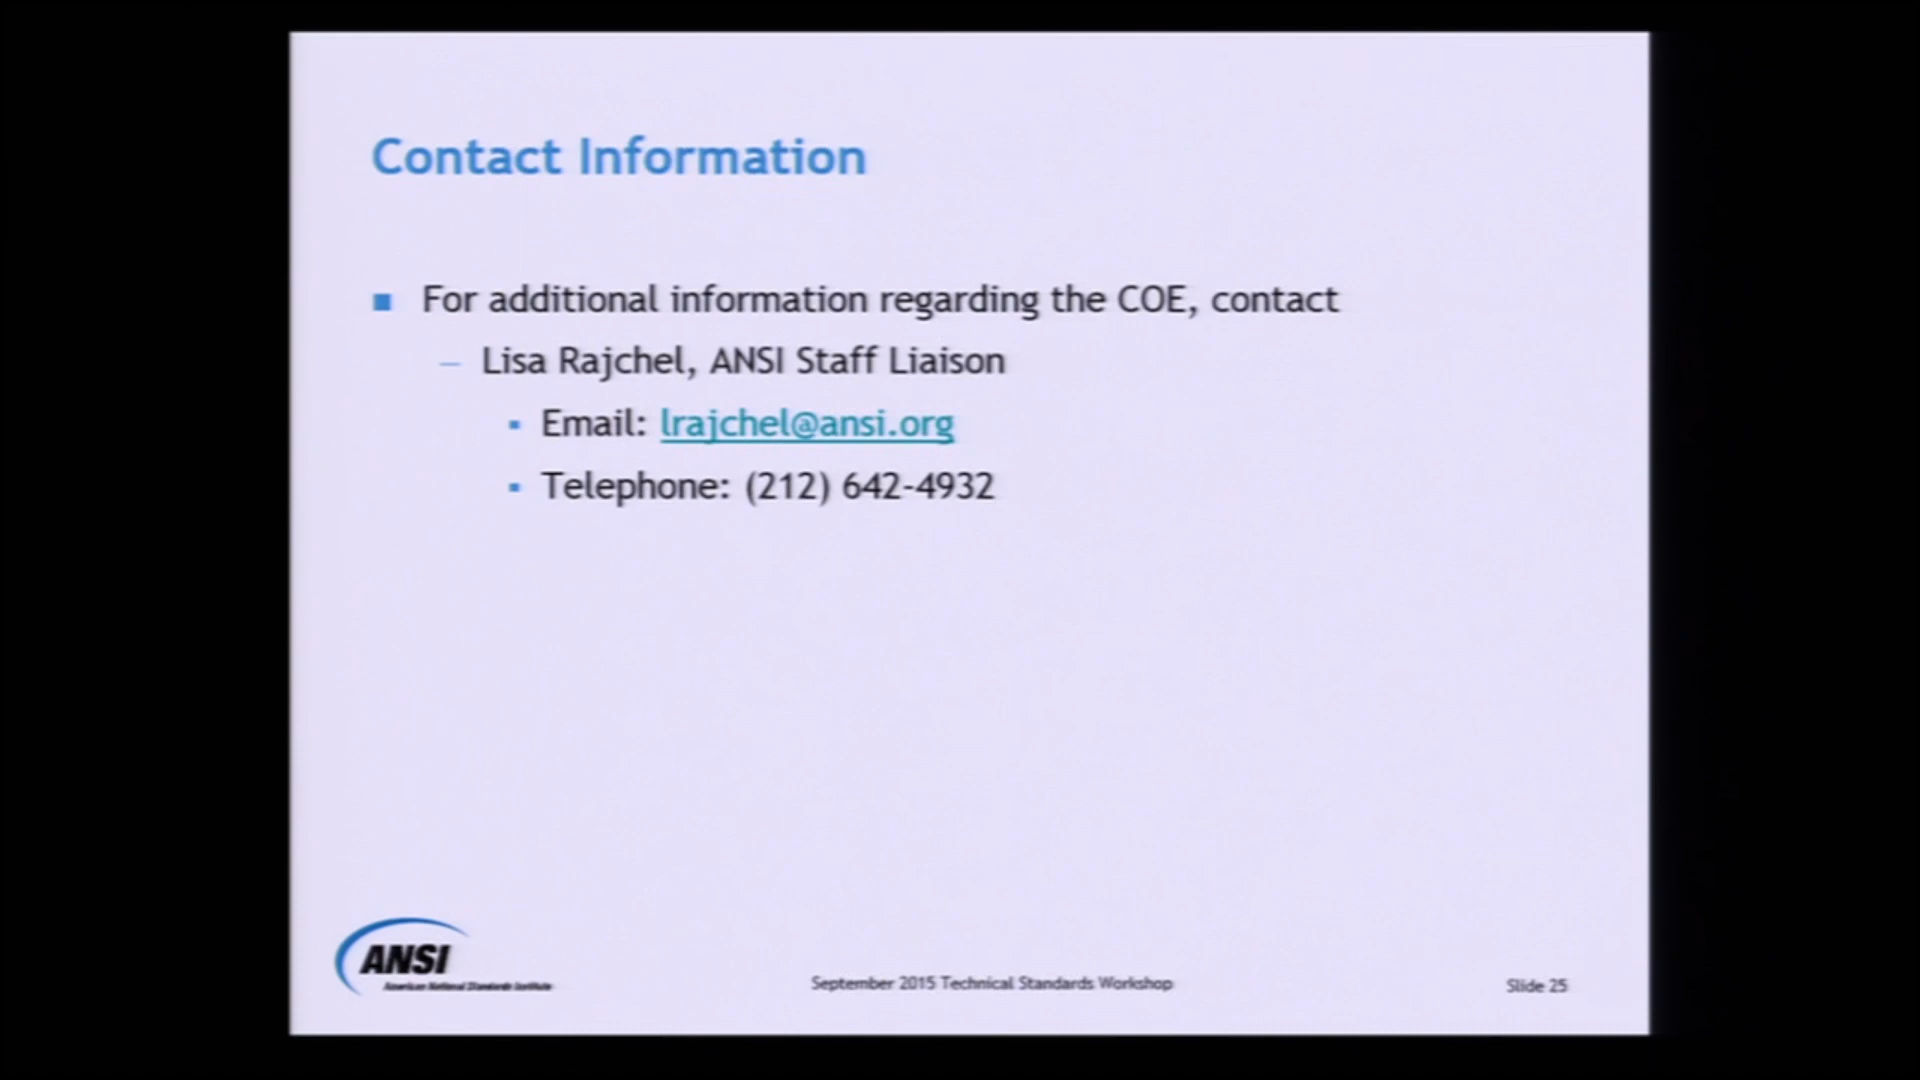 Contact Information
For additional information regarding the COE, contact
Lisa Rajchel, ANSI Staff Liaison
Email: lrajchel@ansi.org
Telephone: (212) 642-4932
ANSI
American National Standards Institute
September 2015 Technical Standards Workshop
Slide 25